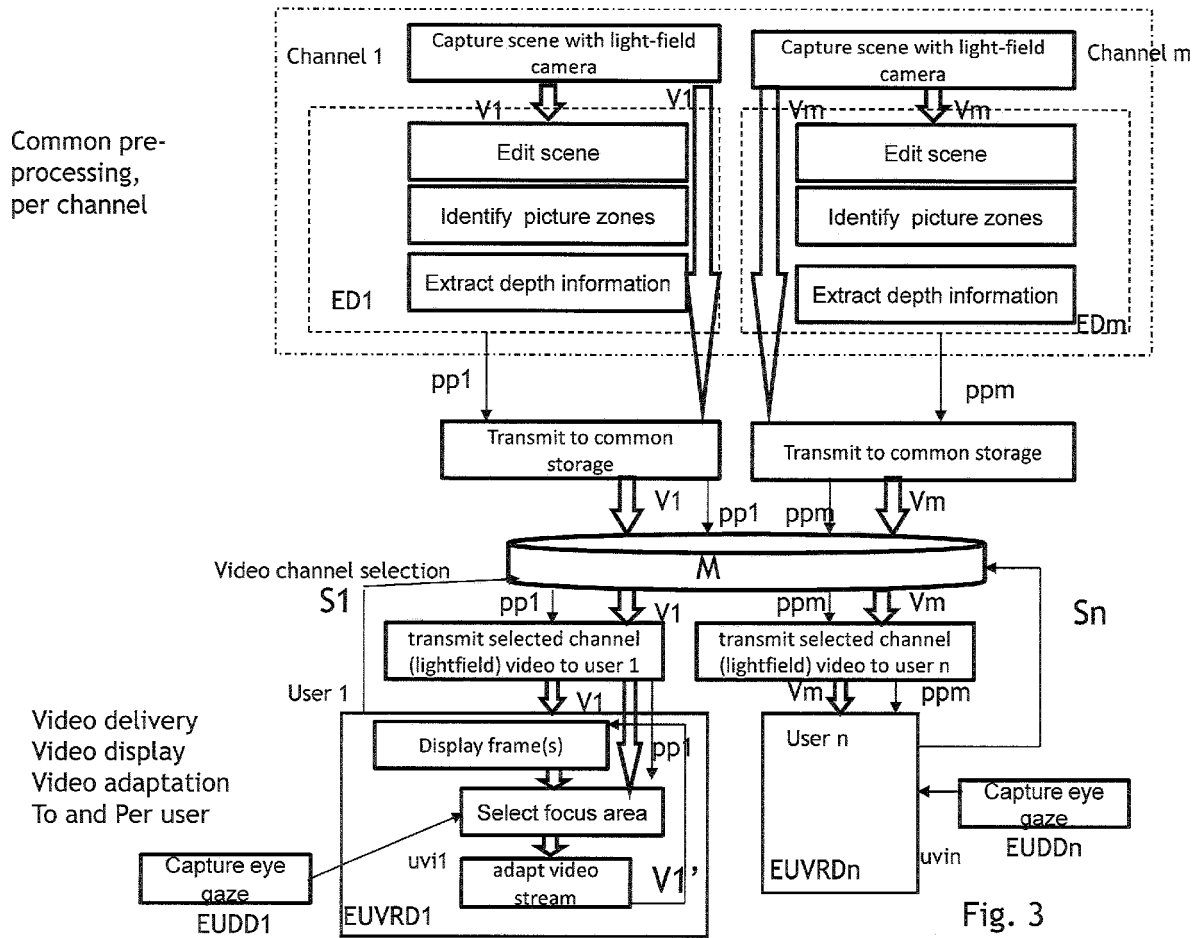 Channel 1
Capture scene with light-field
camera
Capture scene with light-field
camera
Channel m
V1
V1
Vm
Vm
Common pre-
processing,
per channel
Edit scene
Identify picture zones
Extract depth information
ED1
Edit scene
Identify picture zones
Extract depth information
EDm
pp1
ppm
Transmit to common
storage
Transmit to common storage
V1
pp1
ppm
Vm
M
Video channel selection
S1
Sn
pp1
V1
ppm
Vm
transmit selected channel
(lightfield) video to user 1
transmit selected channel
(lightfield) video to user n
User 1
V1
pp1
Vm
ppm
Video delivery
Video display
Video adaptation
To and Per user
Display frame(s)
Select focus area
adapt video
stream
V1'
uvi1
Capture eye
gaze
EUDD1
EUVRD1
User n
EUVRDn
uvin
Capture eye
gaze
EUDDn
Fig. 3